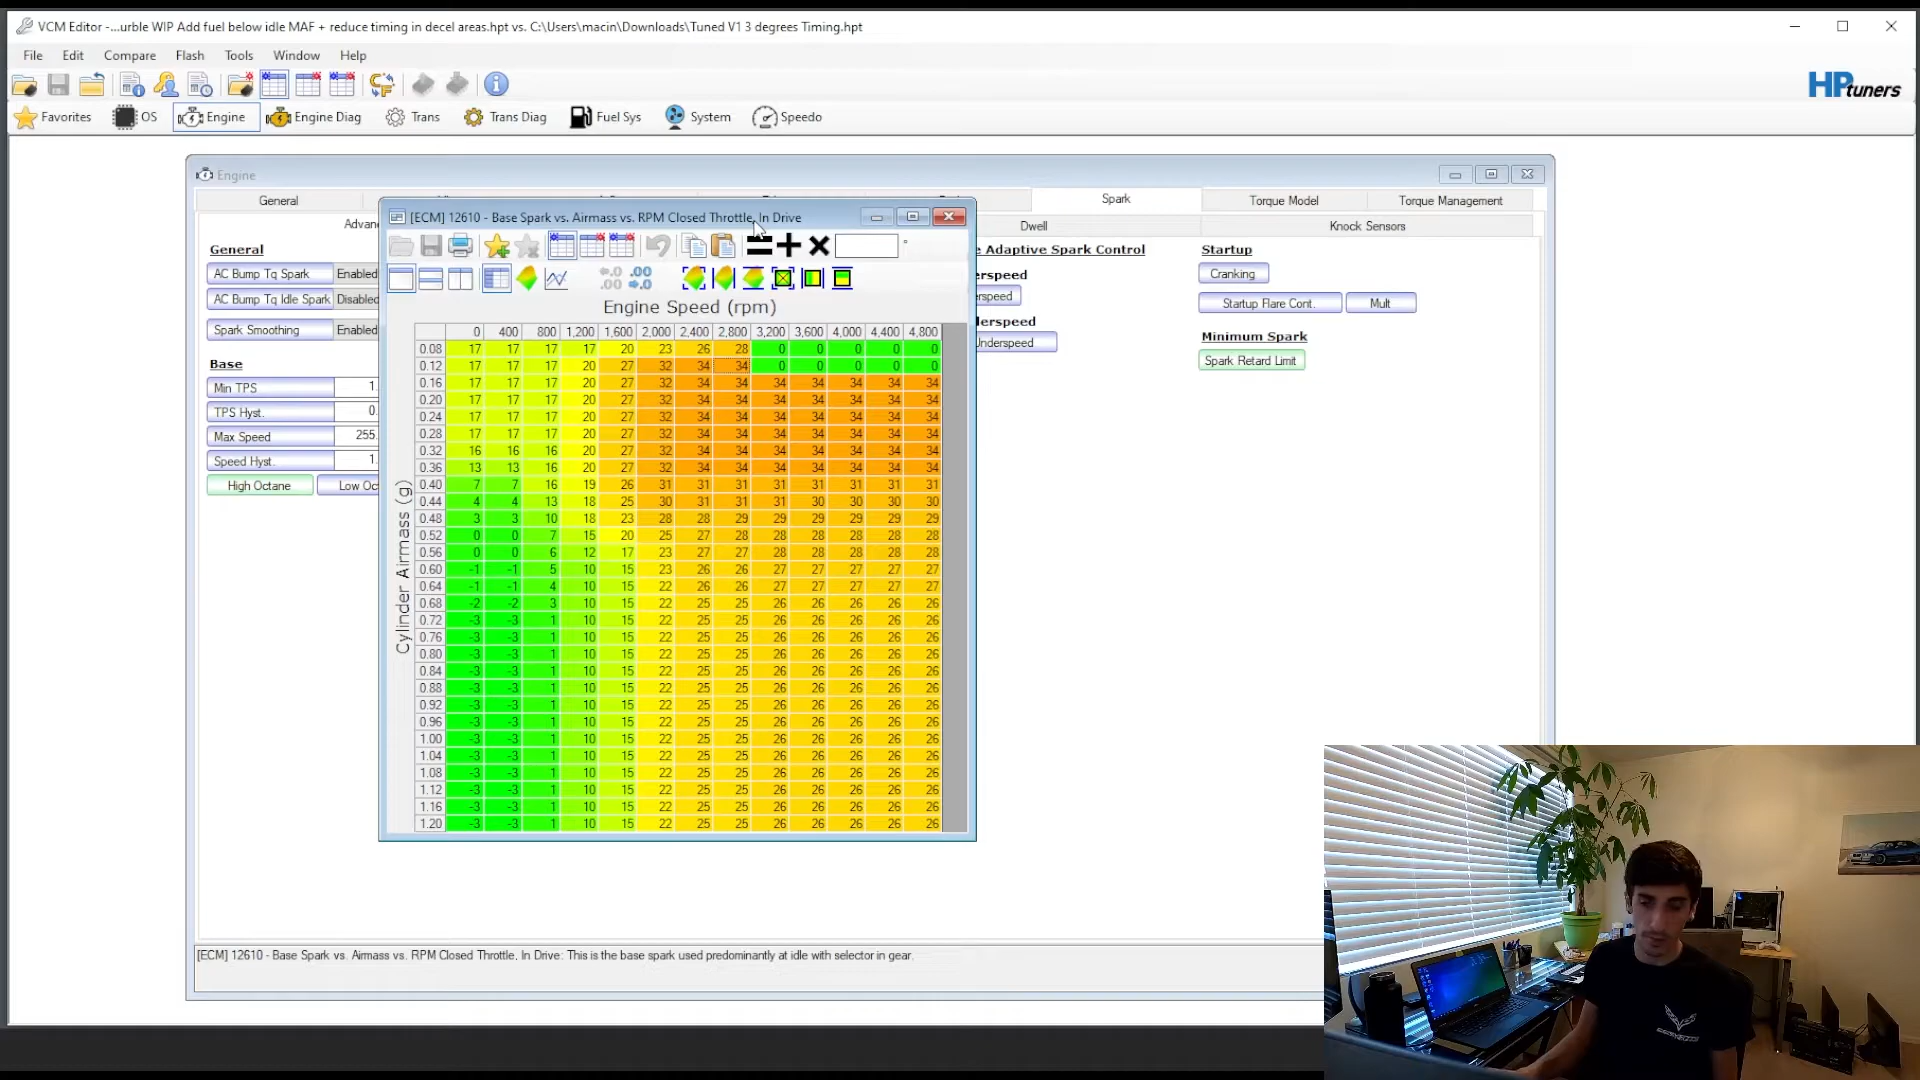 VCM Editor -...urble WIP Add fuel below idle MAF + reduce timing in decel areas.hpt vs. C:\Users\macin\Downloads\Tuned V1 3 degrees Timing.hpt
File Edit Compare Flash Tools Window Help
HPtuners
Favorites OS Engine Engine Diag Trans Trans Diag Fuel Sys System Speedo
Engine
General Spark Torque Model Torque Management
Advan Dwell Knock Sensors
General
AC Bump Tq Spark Enabled
AC Bump Tq Idle Spark Disabled
Spark Smoothing Enabled
Base
Min TPS 1.
TPS Hyst. 0.
Max Speed 255.
Speed Hyst. 1.
High Octane Low Oc
[ECM] 12610 - Base Spark vs. Airmass vs. RPM Closed Throttle, In Drive
Engine Speed (rpm)
0 400 800 1,200 1,600 2,000 2,400 2,800 3,200 3,600 4,000 4,400 4,800
0.08 17 17 17 17 20 23 26 28 0 0 0 0 0
0.12 17 17 17 20 27 32 34 34 0 0 0 0 0
0.16 17 17 17 20 27 32 34 34 34 34 34 34 34
0.20 17 17 17 20 27 32 34 34 34 34 34 34 34
0.24 17 17 17 20 27 32 34 34 34 34 34 34 34
0.28 17 17 17 20 27 32 34 34 34 34 34 34 34
0.32 16 16 16 20 27 32 34 34 34 34 34 34 34
0.36 13 13 16 20 27 32 34 34 34 34 34 34 34
0.40 7 7 16 19 26 31 31 31 31 31 31 31 31
0.44 4 4 13 18 25 30 31 31 31 30 30 30 30
0.48 3 3 10 18 23 28 28 29 29 29 29 29 29
0.52 0 0 7 15 20 25 27 28 28 28 28 28 28
0.56 0 0 6 12 17 23 27 27 28 28 28 28 28
0.60 -1 -1 5 10 15 23 26 26 27 27 27 27 27
0.64 -1 -1 4 10 15 22 26 26 27 27 27 27 27
0.68 -2 -2 3 10 15 22 25 25 26 26 26 26 26
0.72 -3 -3 1 10 15 22 25 25 26 26 26 26 26
0.76 -3 -3 1 10 15 22 25 25 26 26 26 26 26
0.80 -3 -3 1 10 15 22 25 25 26 26 26 26 26
0.84 -3 -3 1 10 15 22 25 25 26 26 26 26 26
0.88 -3 -3 1 10 15 22 25 25 26 26 26 26 26
0.92 -3 -3 1 10 15 22 25 25 26 26 26 26 26
0.96 -3 -3 1 10 15 22 25 25 26 26 26 26 26
1.00 -3 -3 1 10 15 22 25 25 26 26 26 26 26
1.04 -3 -3 1 10 15 22 25 25 26 26 26 26 26
1.08 -3 -3 1 10 15 22 25 25 26 26 26 26 26
1.12 -3 -3 1 10 15 22 25 25 26 26 26 26 26
1.16 -3 -3 1 10 15 22 25 25 26 26 26 26 26
1.20 -3 -3 1 10 15 22 25 25 26 26 26 26 26
Cylinder Airmass (g)
e Adaptive Spark Control
erspeed
rspeed
derspeed
Underspeed
Startup
Cranking
Startup Flare Cont. Mult
Minimum Spark
Spark Retard Limit
[ECM] 12610 - Base Spark vs. Airmass vs. RPM Closed Throttle, In Drive: This is the base spark used predominantly at idle with selector in gear.